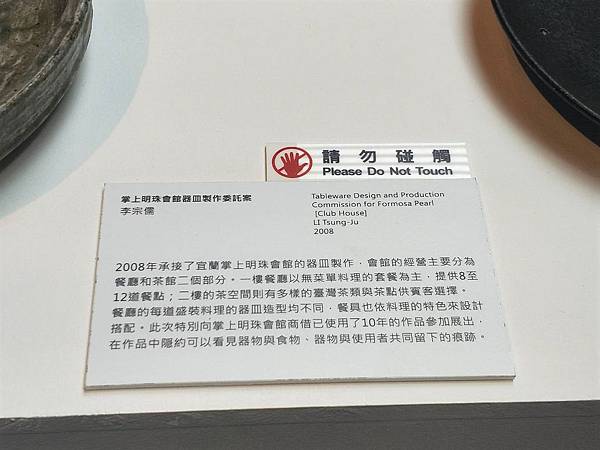 請勿碰觸
Please Do Not Touch
掌上明珠會館器皿製作委託案
李宗儒
Tableware Design and Production
Commission for Formosa Pearl
[Club House]
LI Tsung-Ju
2008
2008年承接了宜蘭掌上明珠會館的器皿製作，會館的經營主要分為
餐廳和茶館二個部分。一樓餐廳以無菜單料理的套餐為主，提供8至
12道餐點；二樓的茶空間則有多樣的臺灣茶類與茶點供賓客選擇。
餐廳的每道盛裝料理的器皿造型均不同，餐具也依料理的特色來設計
搭配。此次特別向掌上明珠會館商借已使用了10年的作品參加展出，
在作品中隱約可以看見器物與食物、器物與使用者共同留下的痕跡。